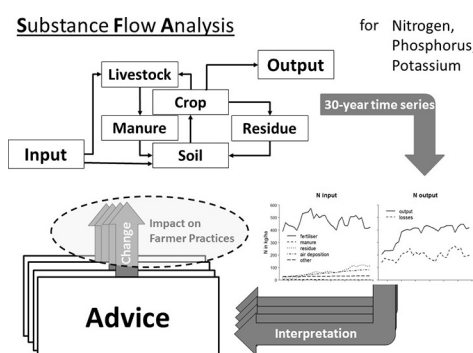 Substance Flow Analysis
for Nitrogen,
Phosphorus,
Potassium
Livestock
Output
Crop
Manure
Residue
Input
Soil
30-year time series
Change
Impact on
Farmer Practices
Advice
N input
N output
N in kg/ha
fertiliser
manure
residue
air deposition
other
output
losses
Interpretation